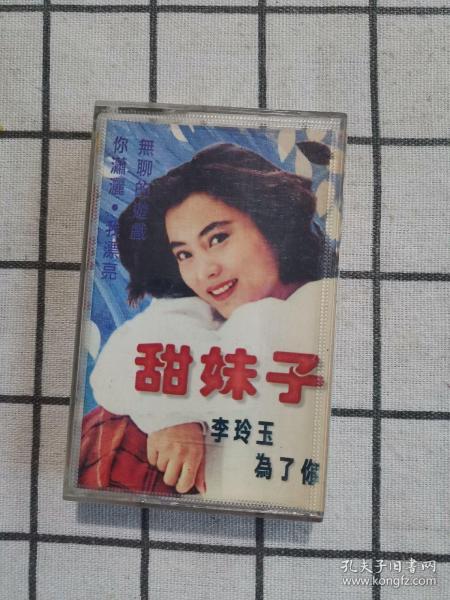 無聊的遊戲
你瀟灑•我漂亮
甜妹子
李玲玉
為了你
孔夫子旧书网
www.kongfz.com